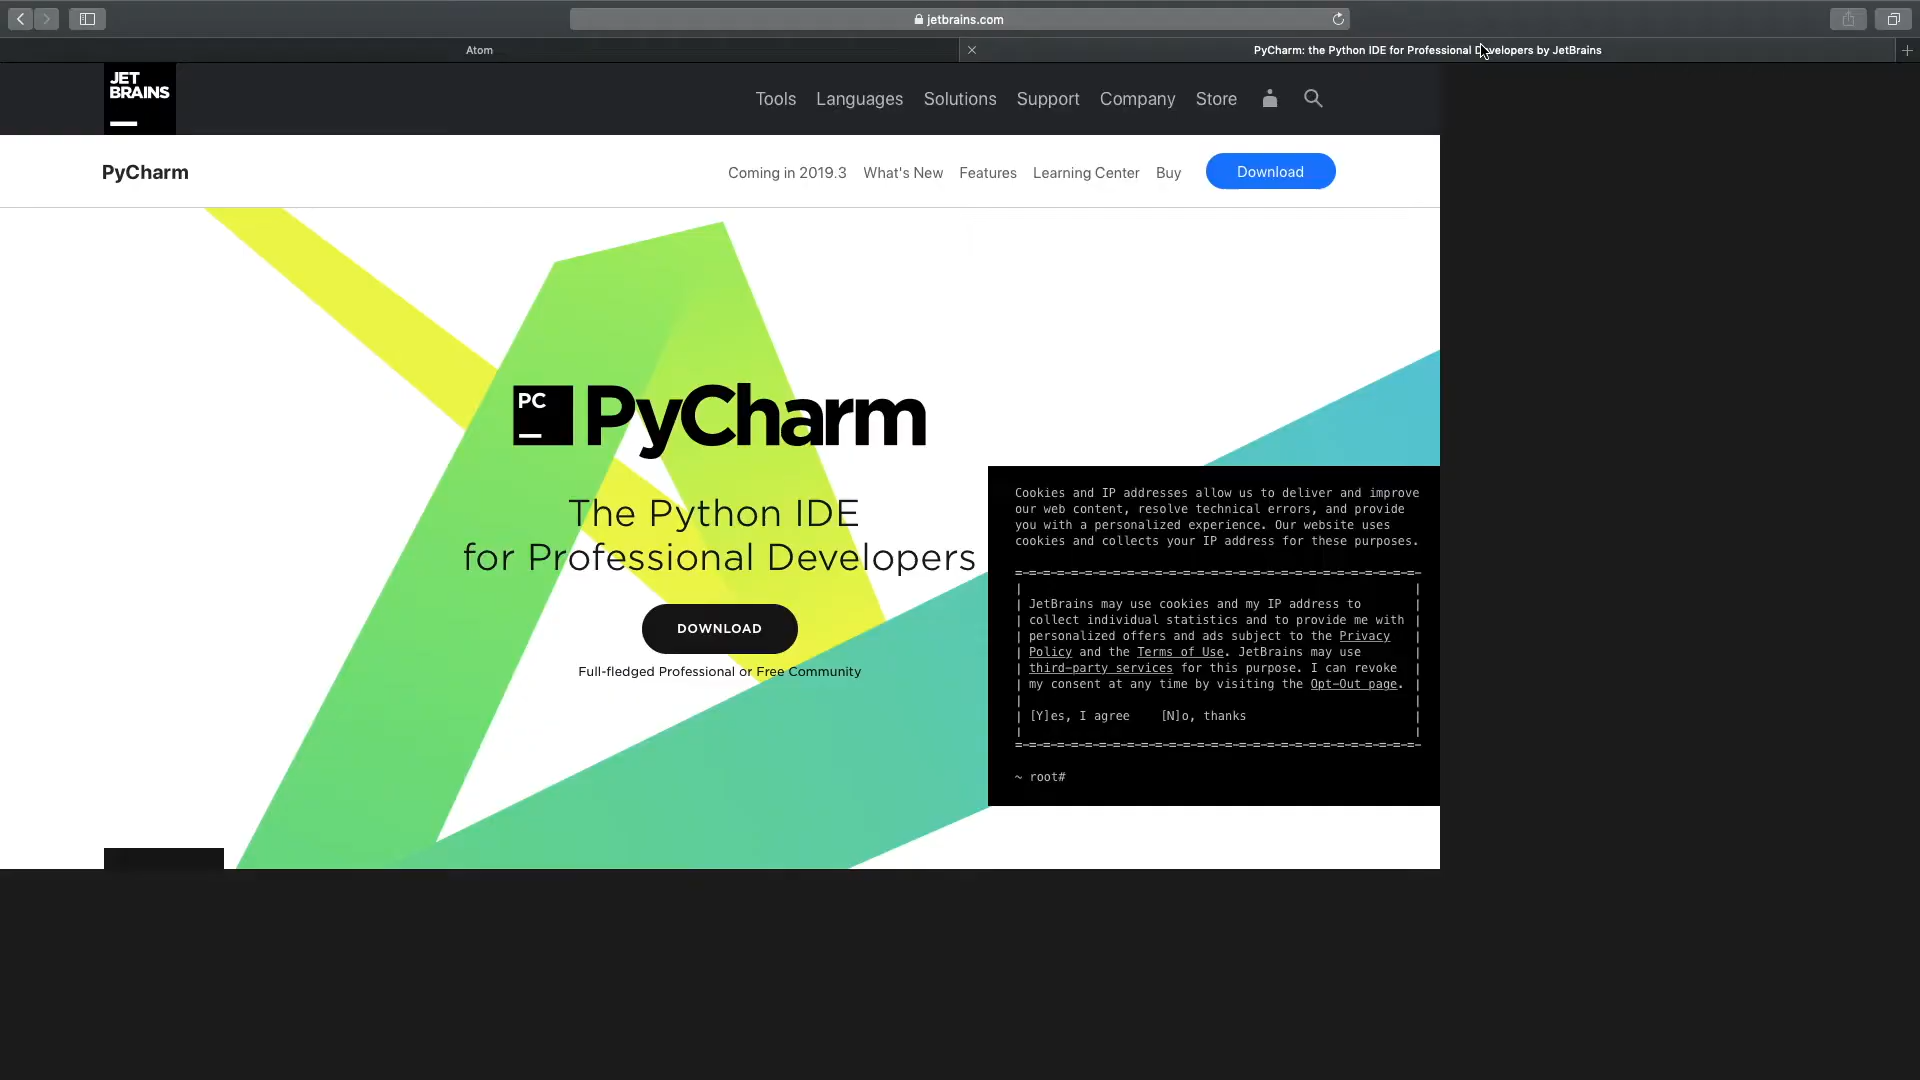 jetbrains.com
Atom
PyCharm: the Python IDE for Professional Developers by JetBrains
JET
BRAINS
Tools Languages Solutions Support Company Store
PyCharm
Coming in 2019.3 What's New Features Learning Center Buy Download
PC
PyCharm
The Python IDE
for Professional Developers
DOWNLOAD
Full-fledged Professional or Free Community
Cookies and IP addresses allow us to deliver and improve
our web content, resolve technical errors, and provide
you with a personalized experience. Our website uses
cookies and collects your IP address for these purposes.
JetBrains may use cookies and my IP address to
collect individual statistics and to provide me with
personalized offers and ads subject to the Privacy
Policy and the Terms of Use. JetBrains may use
third-party services for this purpose. I can revoke
my consent at any time by visiting the Opt-Out page.
[Y]es, I agree [N]o, thanks
~ root#